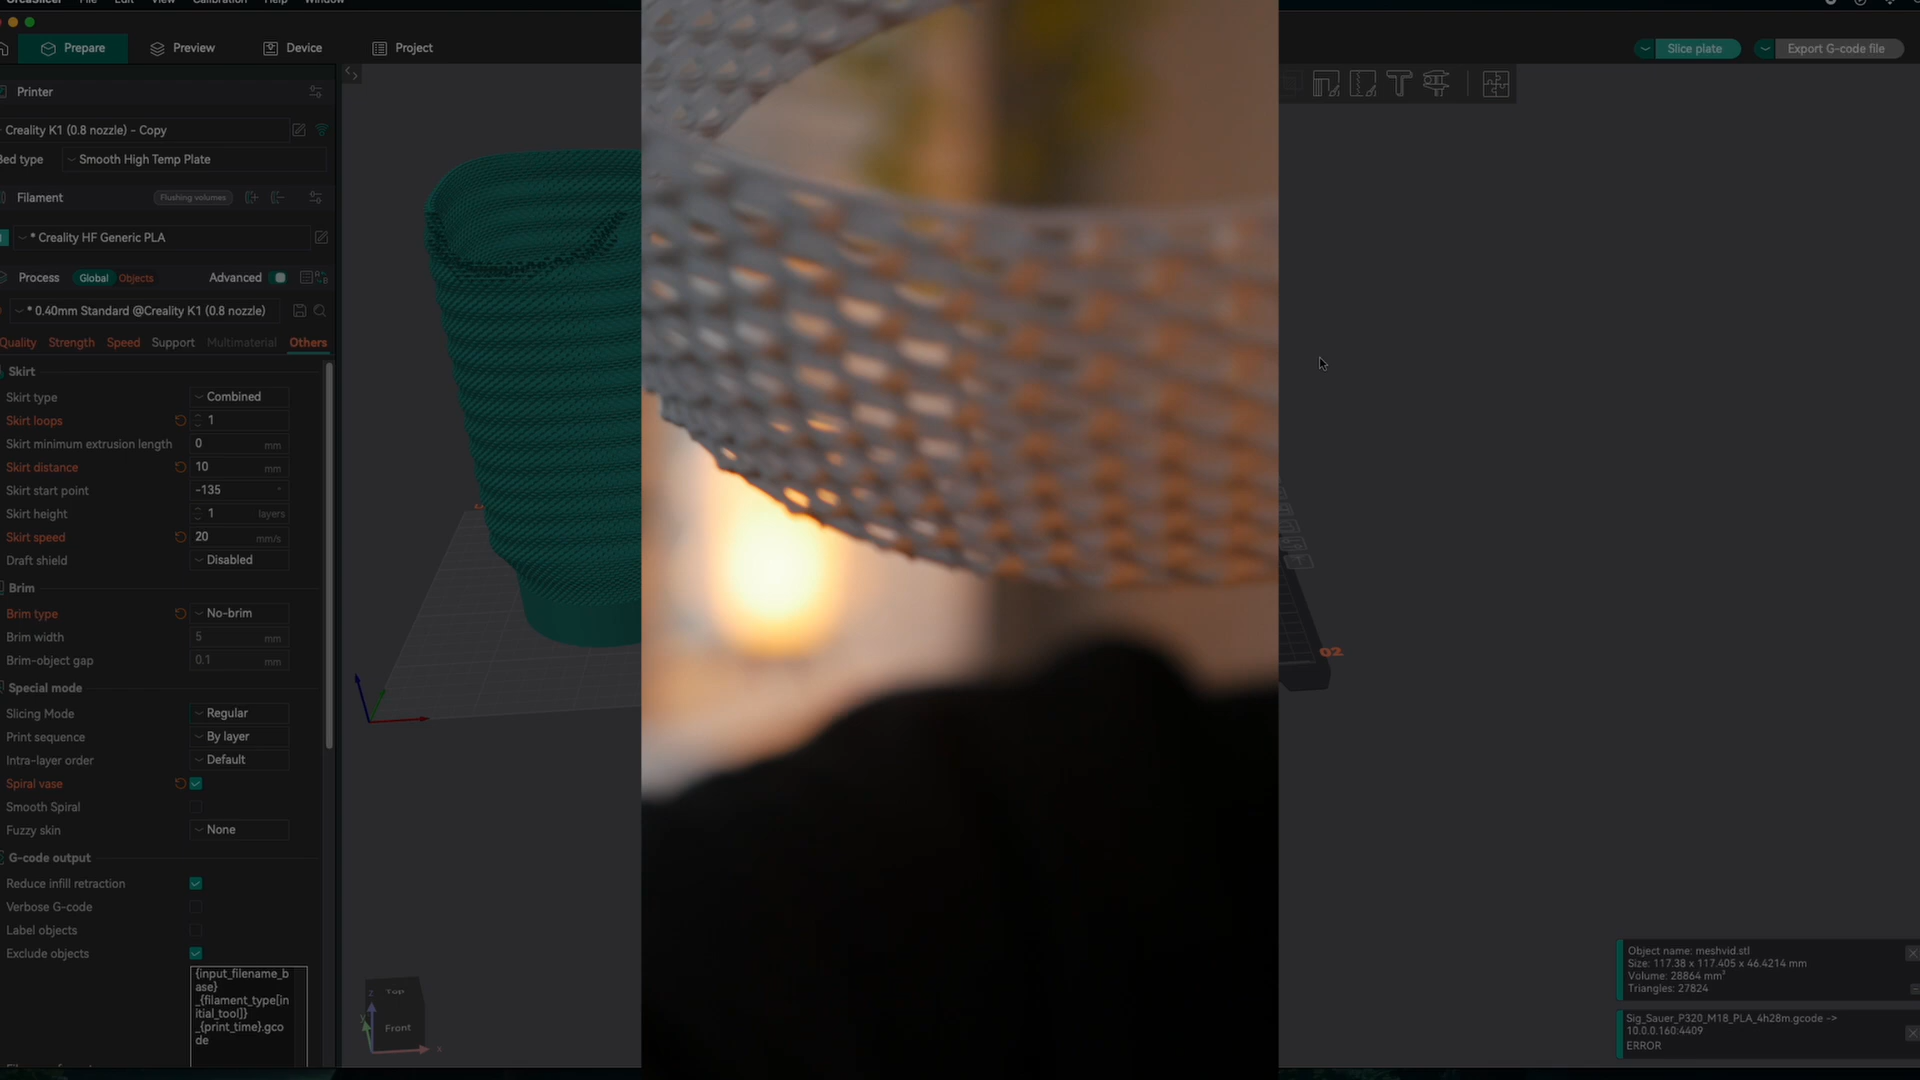 OrcaSlicer File Edit View Calibration Help Window
Prepare
Preview
Device
Project
Slice plate
Export G-code file
Printer
Creality K1 (0.8 nozzle) - Copy
Bed type
Smooth High Temp Plate
Filament
Flushing volumes
* Creality HF Generic PLA
Process
Global
Objects
Advanced
* 0.40mm Standard @Creality K1 (0.8 nozzle)
Quality
Strength
Speed
Support
Multimaterial
Others
Skirt
Skirt type
Combined
Skirt loops
1
Skirt minimum extrusion length
0 mm
Skirt distance
10 mm
Skirt start point
-135 °
Skirt height
1 layers
Skirt speed
20 mm/s
Draft shield
Disabled
Brim
Brim type
No-brim
Brim width
5 mm
Brim-object gap
0.1 mm
Special mode
Slicing Mode
Regular
Print sequence
By layer
Intra-layer order
Default
Spiral vase
Smooth Spiral
Fuzzy skin
None
G-code output
Reduce infill retraction
Verbose G-code
Label objects
Exclude objects
{input_filename_b
ase}
_{filament_type[in
itial_tool]}
_{print_time}.gco
de
02
Top
Front
z
y
x
Object name: meshvid.stl
Size: 117.38 x 117.405 x 46.4214 mm
Volume: 28864 mm³
Triangles: 27824
Sig_Sauer_P320_M18_PLA_4h28m.gcode ->
10.0.0.160:4409
ERROR